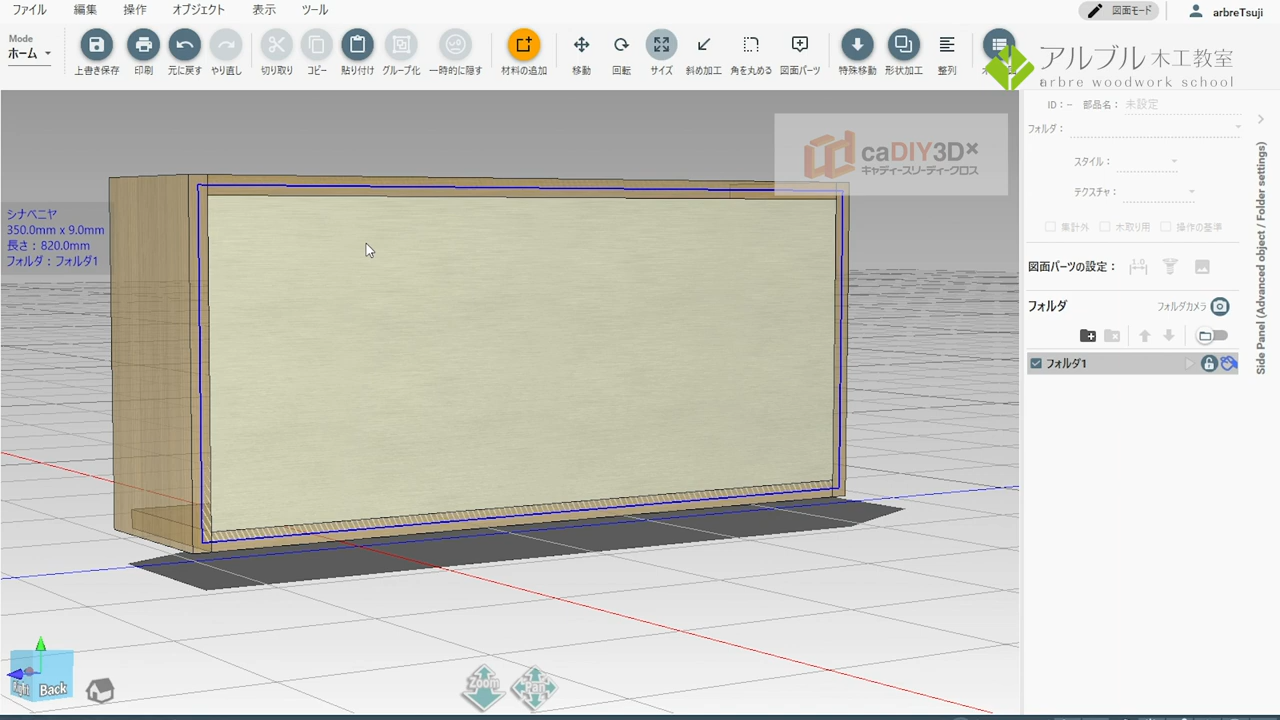 ファイル 編集 操作 オブジェクト 表示 ツール
図面モード arbreTsuji
Mode
ホーム
上書き保存 印刷 元に戻す やり直し 切り取り コピー 貼り付け グループ化 一時的に隠す 材料の追加 移動 回転 サイズ 斜め加工 角を丸める 図面パーツ 特殊移動 形状加工 整列
アルブル木工教室
arbre woodwork school
ID：-- 部品名： 未設定
フォルダ：
スタイル：
テクスチャ：
集計外 木取り用 操作の基準
図面パーツの設定：
1.0
フォルダ フォルダカメラ
フォルダ1
Side Panel (Advanced object / Folder settings)
caDIY3D×
キャディースリーディークロス
シナベニヤ
350.0mm x 9.0mm
長さ：820.0mm
フォルダ：フォルダ1
Back
Zoom
Pan